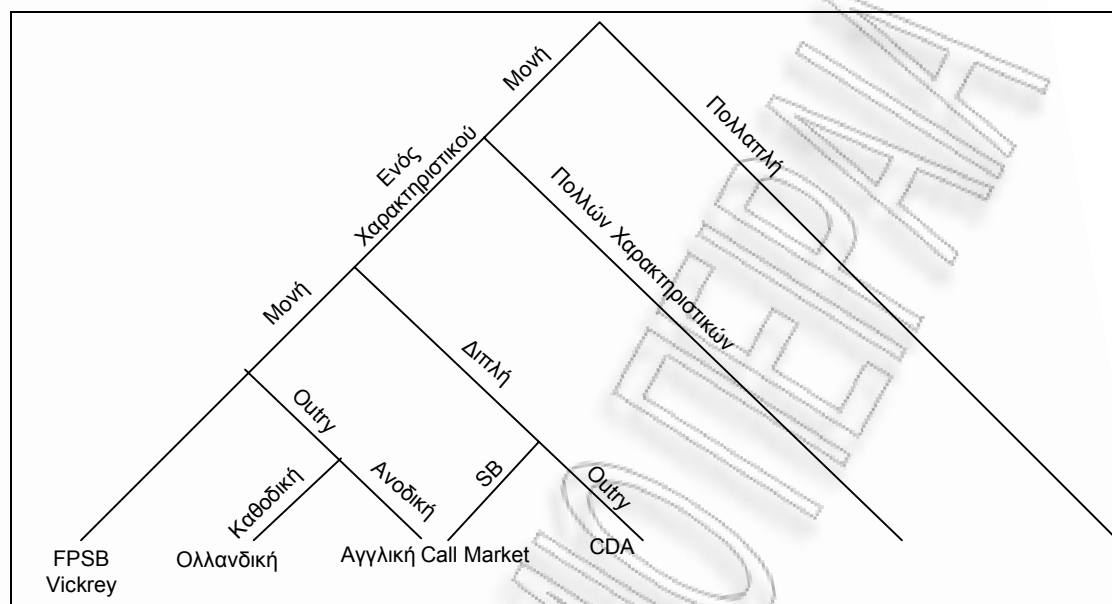 Μονή
Πολλαπλή
Ενός
Χαρακτηριστικού
Πολλών Χαρακτηριστικών
Μονή
Διπλή
Outry
SB
Outry
Καθοδική
Ανοδική
FPSB
Vickrey
Ολλανδική
Αγγλική
Call Market
CDA